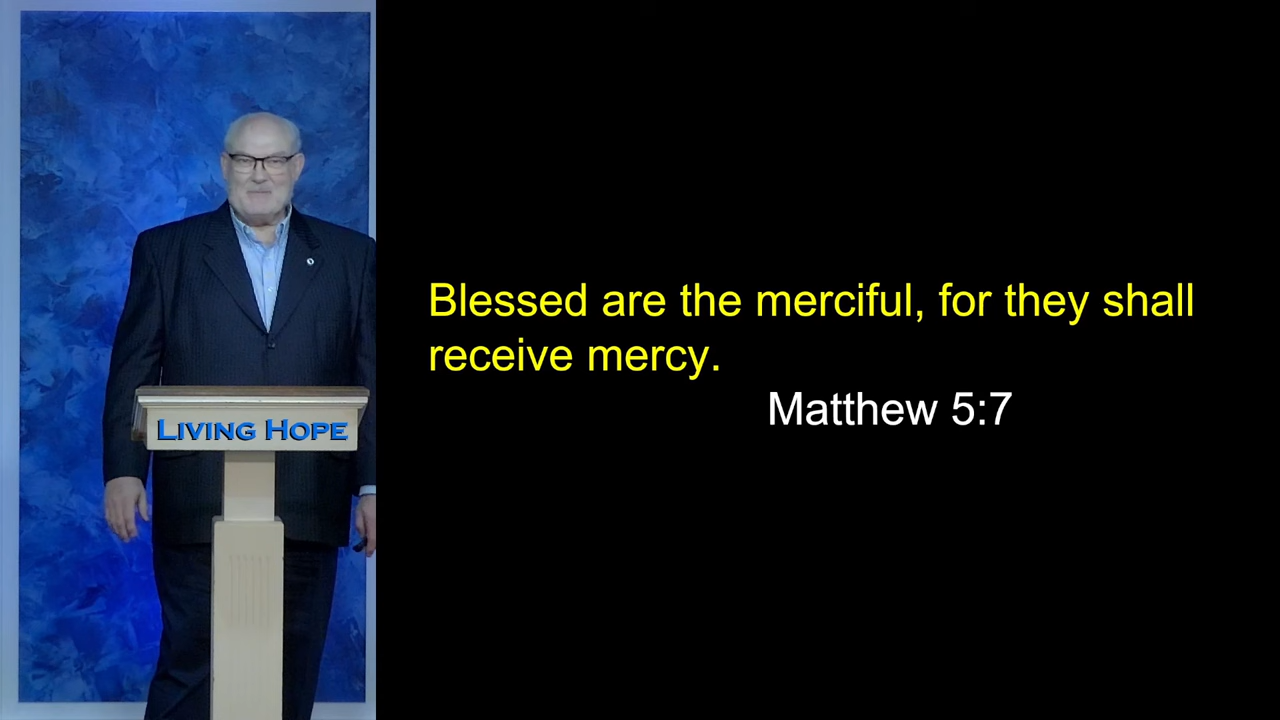 LIVING HOPE
Blessed are the merciful, for they shall
receive mercy.
Matthew 5:7